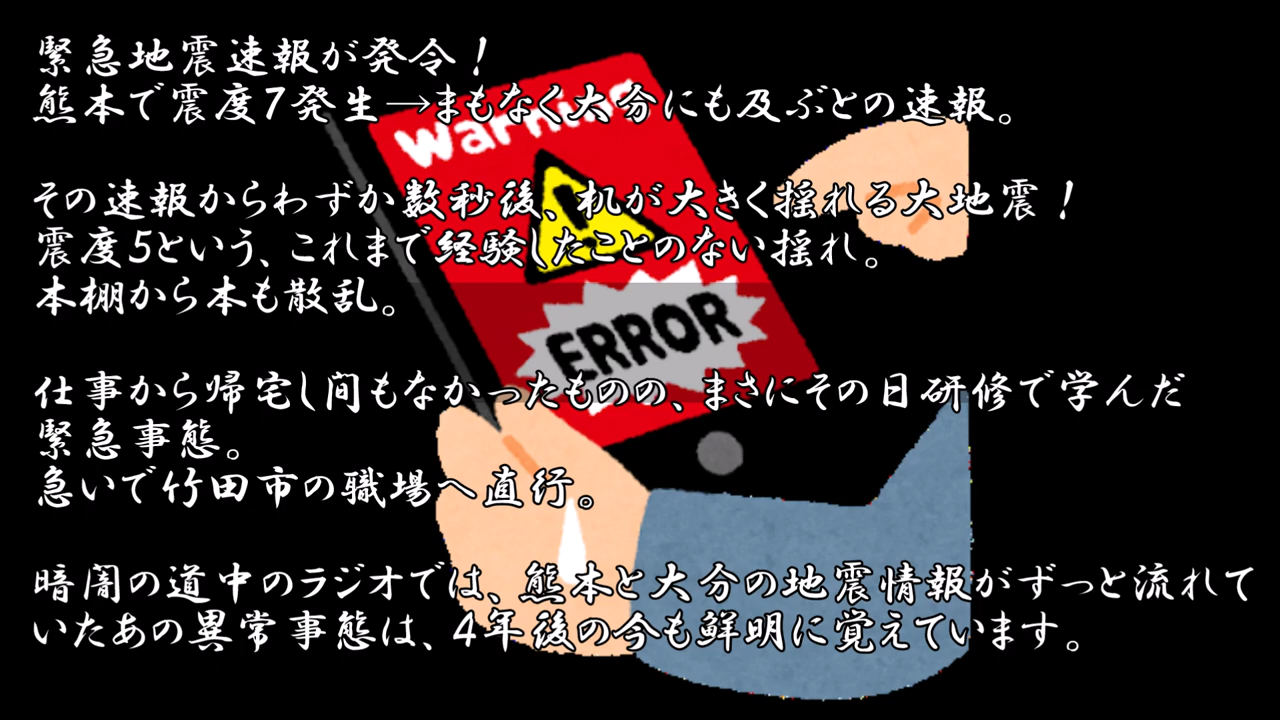 緊急地震速報が発令！
熊本で震度7発生→まもなく大分にも及ぶとの速報。
その速報からわずか数秒後、机が大きく揺れる大地震！
震度5という、これまで経験したことのない揺れ。
本棚から本も散乱。
仕事から帰宅し間もなかったものの、まさにその日研修で学んだ
緊急事態。
急いで竹田市の職場へ直行。
暗闇の道中のラジオでは、熊本と大分の地震情報がずっと流れて
いたあの異常事態は、4年後の今も鮮明に覚えています。
Warning
ERROR